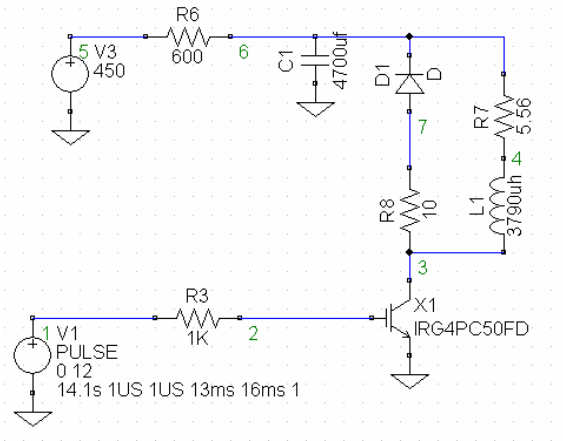 R6
5 V3
450
600
6
C1
4700uf
D1
D
R7
5.56
7
4
R8
10
L1
3790uh
3
R3
X1
1 V1
1K
2
IRG4PC50FD
PULSE
0 12
14.1s 1US 1US 13ms 16ms 1